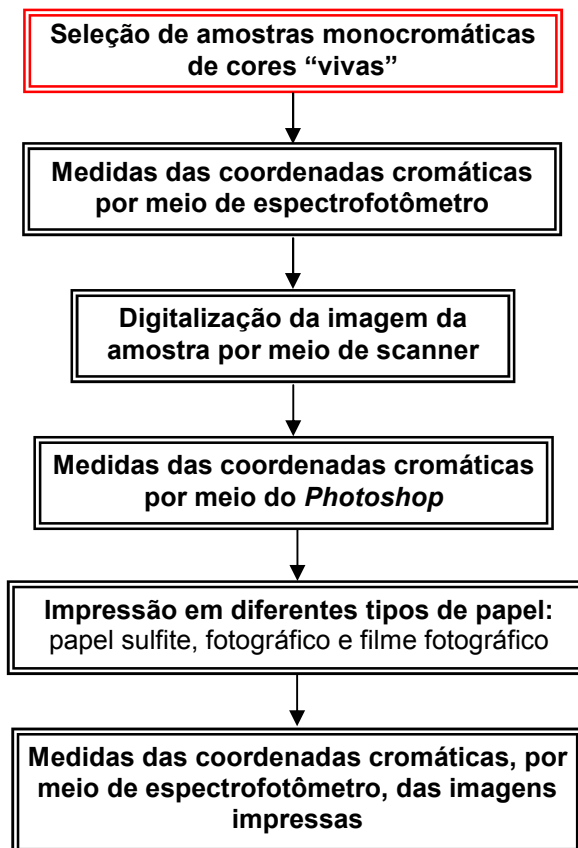 Seleção de amostras monocromáticas
de cores “vivas”
Medidas das coordenadas cromáticas
por meio de espectrofotômetro
Digitalização da imagem da
amostra por meio de scanner
Medidas das coordenadas cromáticas
por meio do Photoshop
Impressão em diferentes tipos de papel:
papel sulfite, fotográfico e filme fotográfico
Medidas das coordenadas cromáticas, por
meio de espectrofotômetro, das imagens
impressas